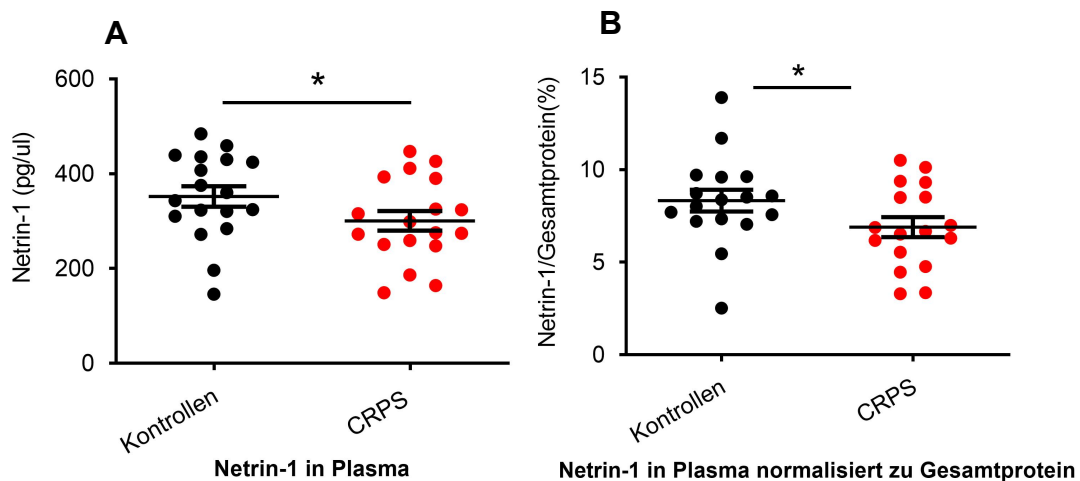 A
600
400
200
0
Netrin-1 (pg/ul)
*
Kontrollen
CRPS
Netrin-1 in Plasma
B
15
10
5
0
Netrin-1/Gesamtprotein(%)
*
Kontrollen
CRPS
Netrin-1 in Plasma normalisiert zu Gesamtprotein